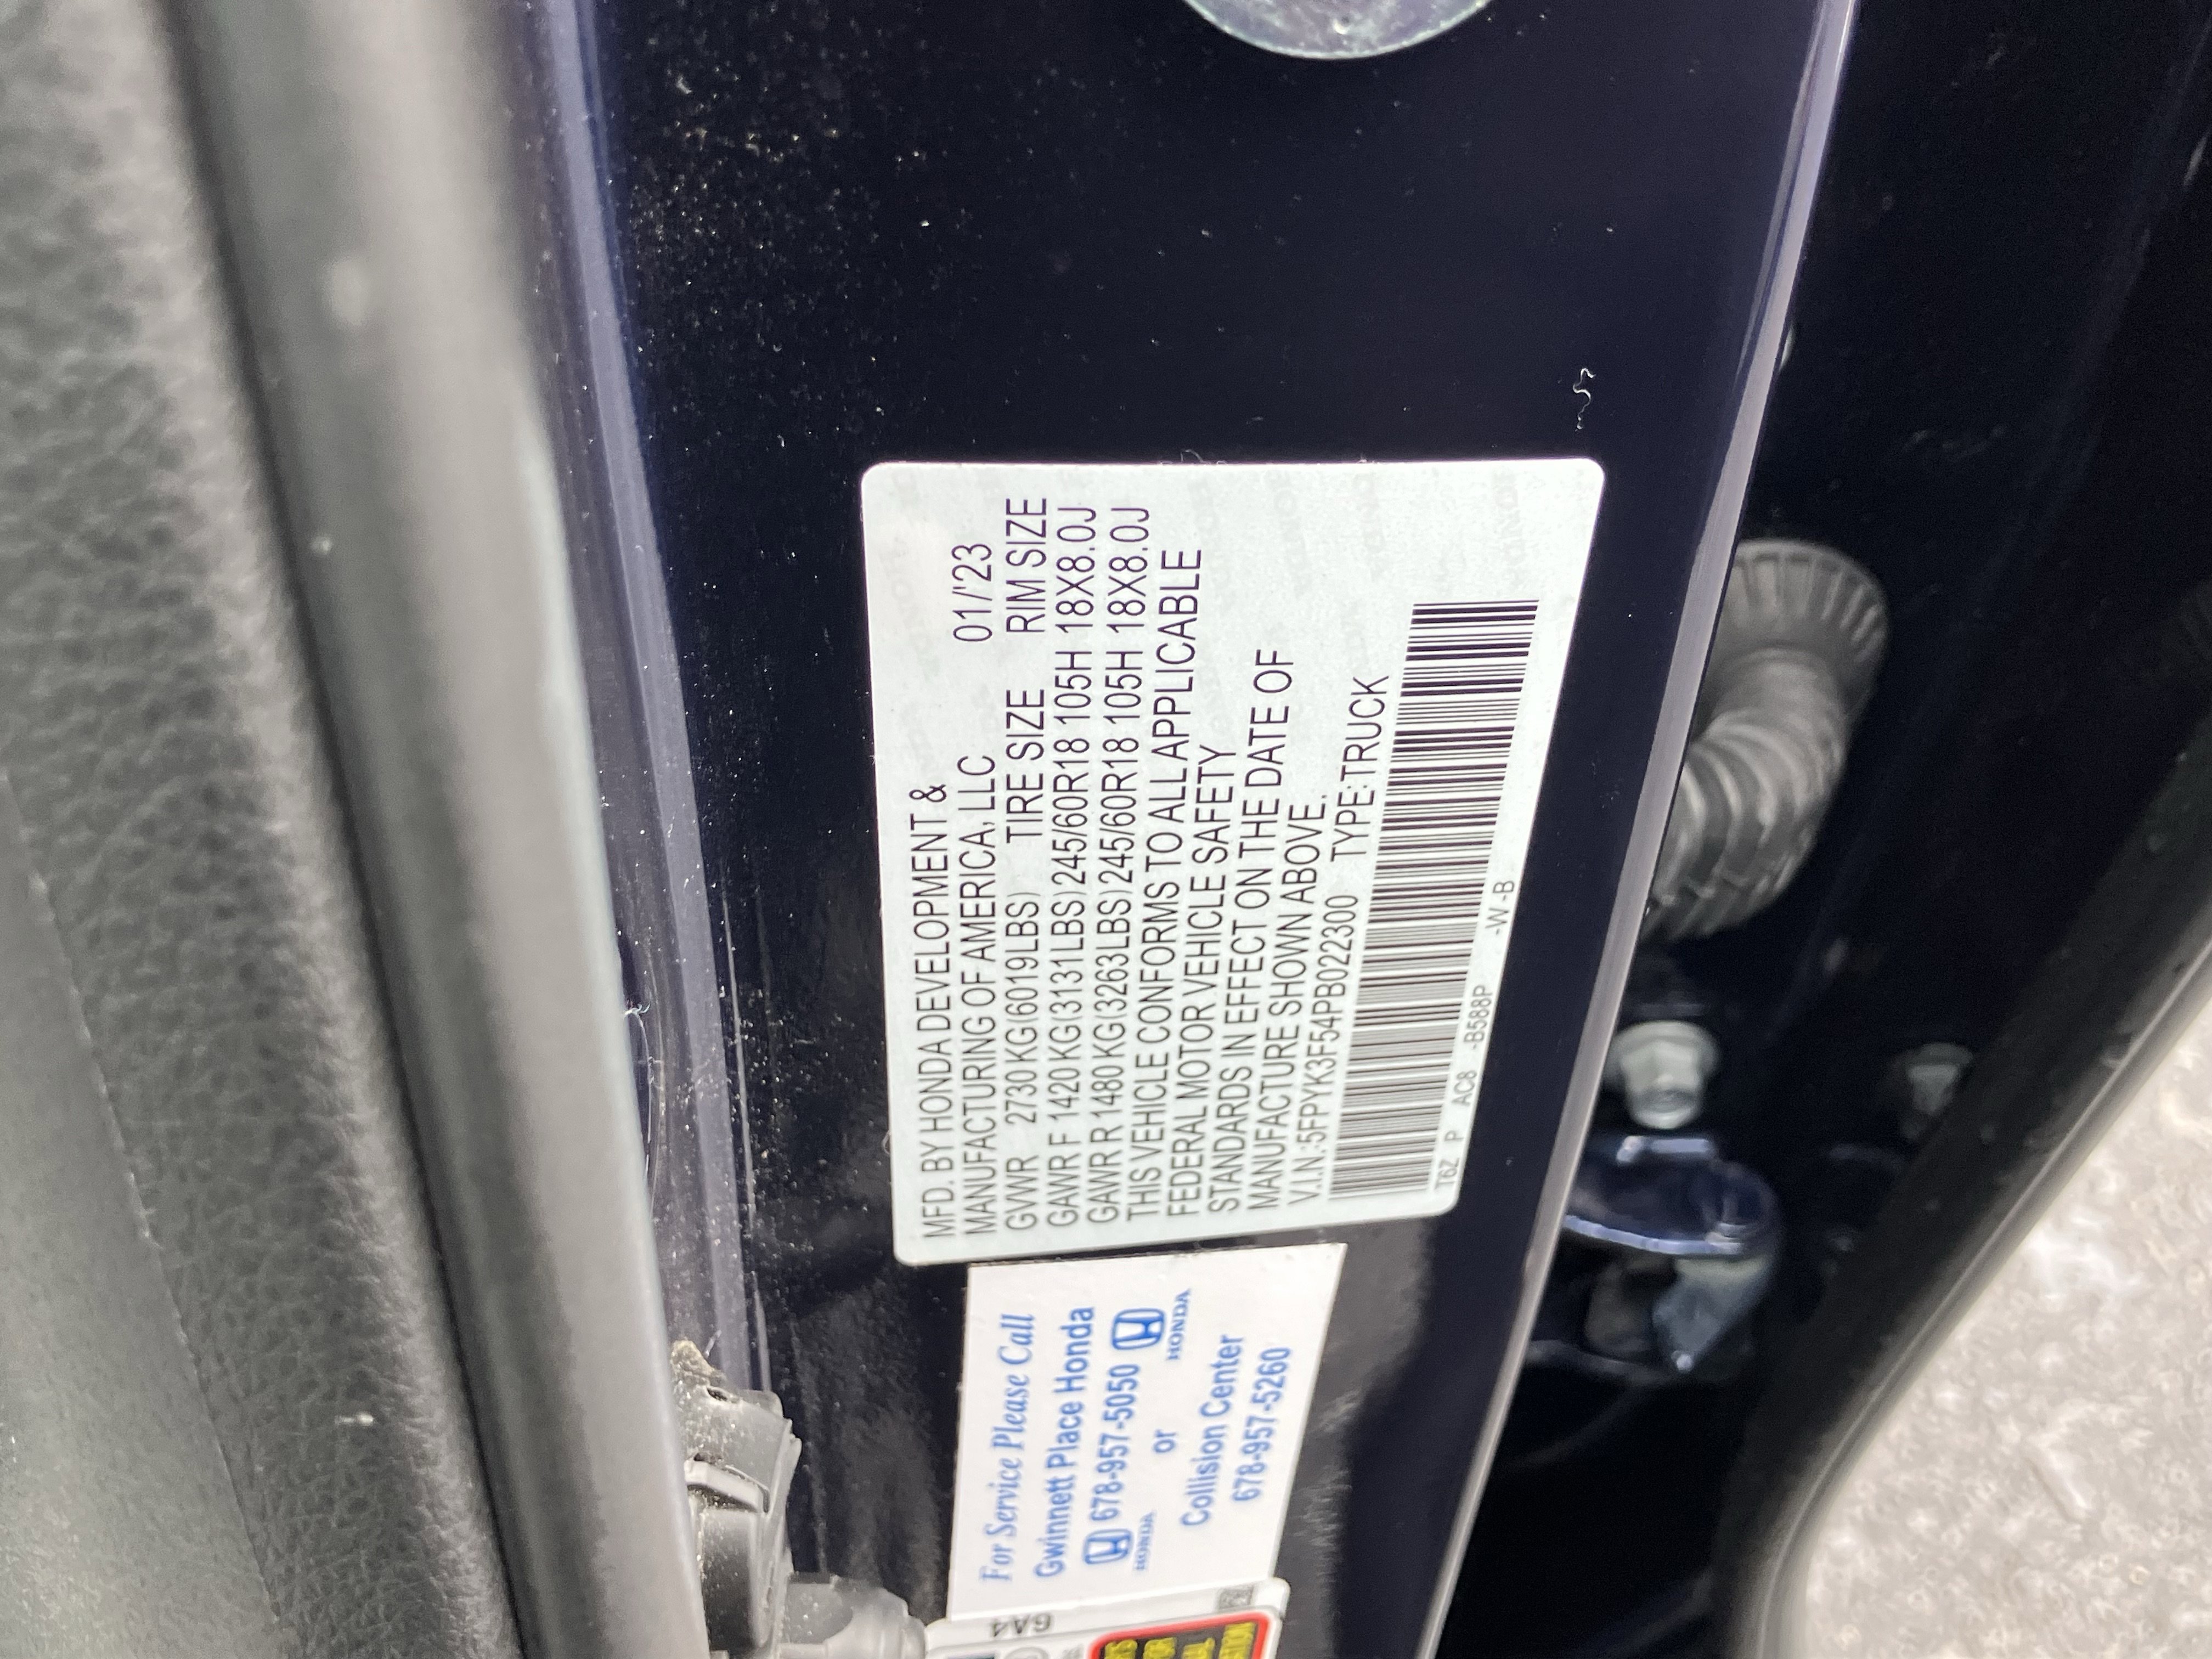 MFD. BY HONDA DEVELOPMENT &
MANUFACTURING OF AMERICA, LLC 01/'23
GVWR 2730 KG(6019LBS) TIRE SIZE RIM SIZE
GAWR F 1420 KG(3131LBS) 245/60R18 105H 18X8.0J
GAWR R 1480 KG(3263LBS) 245/60R18 105H 18X8.0J
THIS VEHICLE CONFORMS TO ALL APPLICABLE
FEDERAL MOTOR VEHICLE SAFETY
STANDARDS IN EFFECT ON THE DATE OF
MANUFACTURE SHOWN ABOVE.
V.I.N.:5FPYK3F54PB022300 TYPE:TRUCK
T6Z P AC8 -B588P -W-B
For Service Please Call
Gwinnett Place Honda
678-957-5050
HONDA or HONDA
Collision Center
678-957-5260
6A4